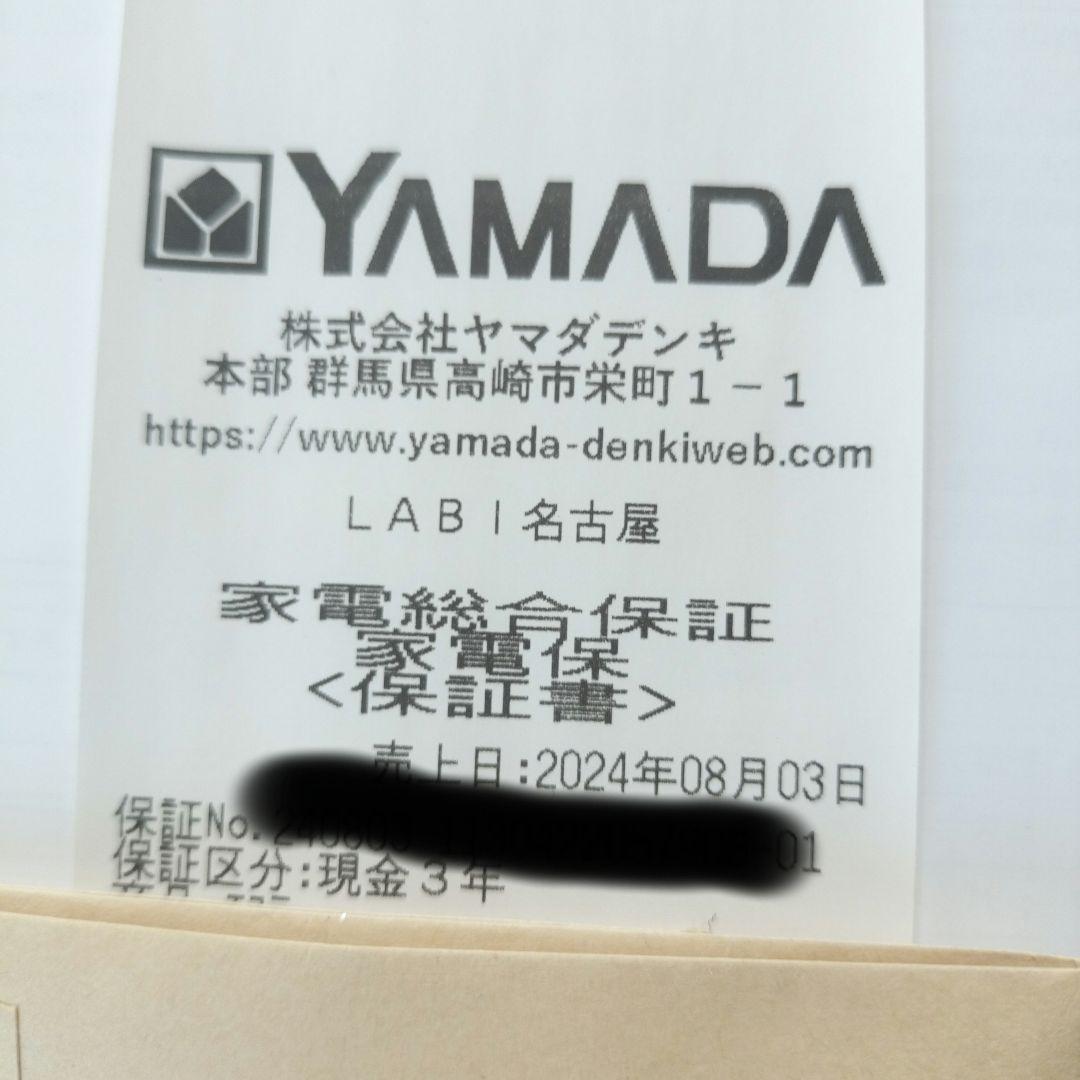 YAMADA
株式会社ヤマダデンキ
本部 群馬県高崎市栄町1-1
https://www.yamada-denkiweb.com
LABI名古屋
家電総合保証
家電保
<保証書>
売上日:2024年08月03日
保証No. 01
保証区分:現金3年